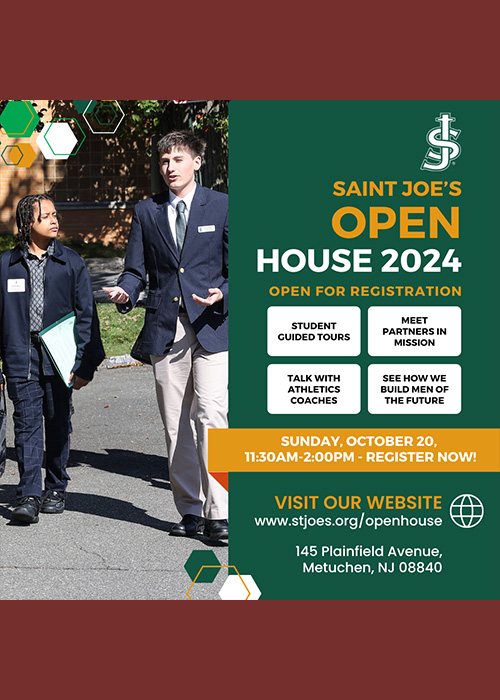 SJ
SAINT JOE'S
OPEN
HOUSE 2024
OPEN FOR REGISTRATION
STUDENT
GUIDED TOURS
MEET
PARTNERS IN
MISSION
TALK WITH
ATHLETICS
COACHES
SEE HOW WE
BUILD MEN OF
THE FUTURE
SUNDAY, OCTOBER 20,
11:30AM-2:00PM - REGISTER NOW!
VISIT OUR WEBSITE
www.stjoes.org/openhouse
145 Plainfield Avenue,
Metuchen, NJ 08840